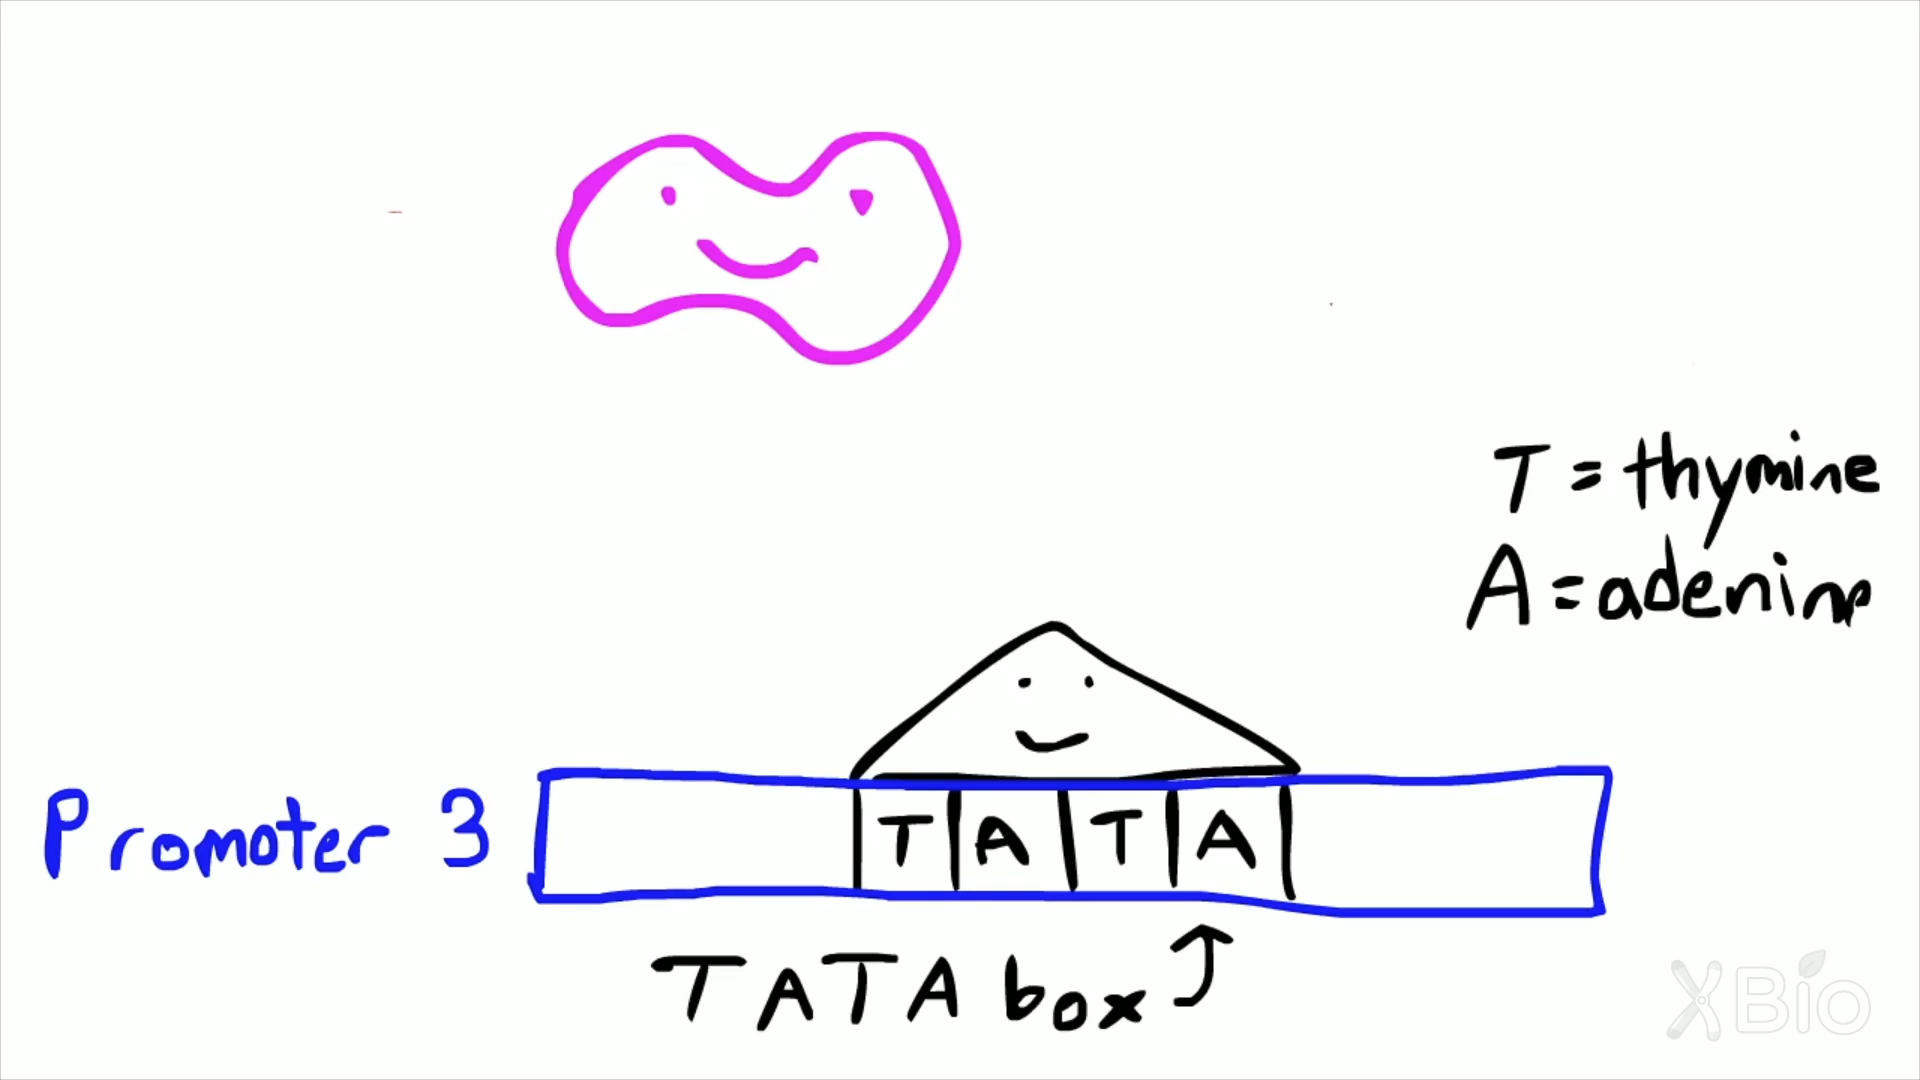 T = thymine
A = adenine
Promoter 3
T A T A
TATA box
XBio